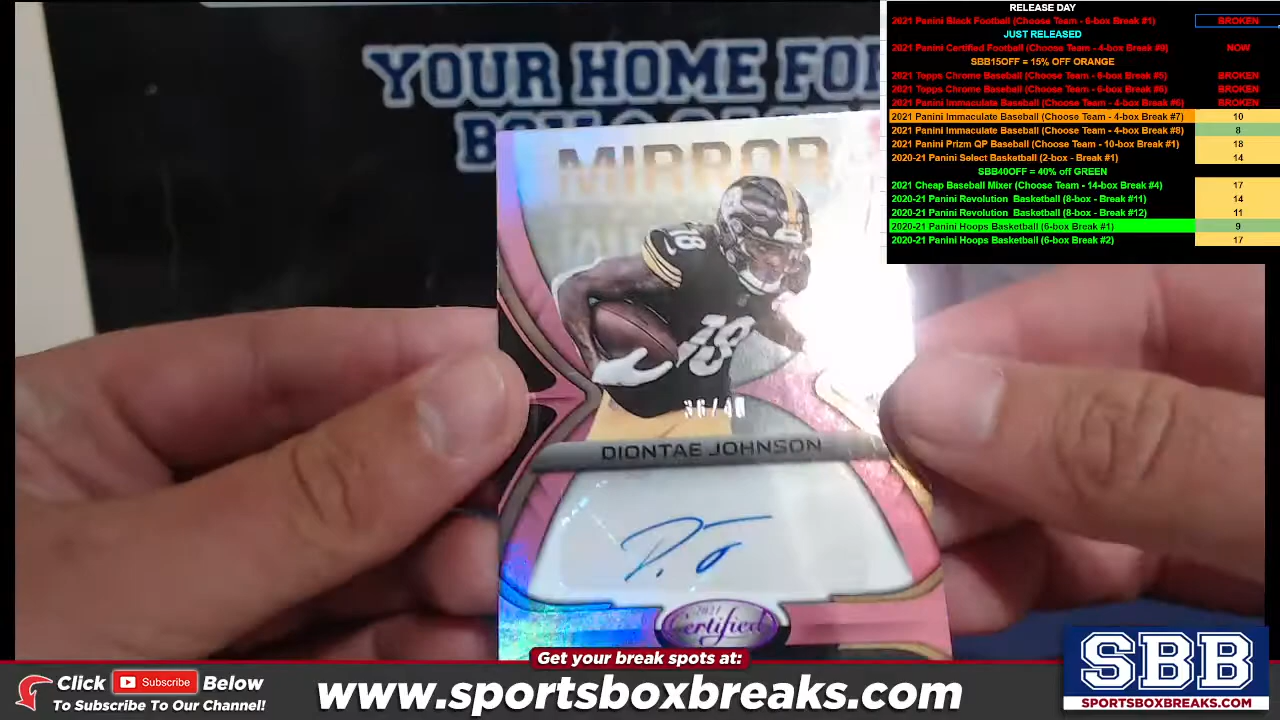 YOUR HOME FO
MIRROR
18
18
36/40
DIONTAE JOHNSON
2021
Certified
RELEASE DAY
2021 Panini Black Football (Choose Team - 6-box Break #1) BROKEN
JUST RELEASED
2021 Panini Certified Football (Choose Team - 4-box Break #9) NOW
SBB15OFF = 15% OFF ORANGE
2021 Topps Chrome Baseball (Choose Team - 6-box Break #5) BROKEN
2021 Topps Chrome Baseball (Choose Team - 6-box Break #6) BROKEN
2021 Panini Immaculate Baseball (Choose Team - 4-box Break #6) BROKEN
2021 Panini Immaculate Baseball (Choose Team - 4-box Break #7) 10
2021 Panini Immaculate Baseball (Choose Team - 4-box Break #8) 8
2021 Panini Prizm QP Baseball (Choose Team - 10-box Break #1) 18
2020-21 Panini Select Basketball (2-box - Break #1) 14
SBB40OFF = 40% off GREEN
2021 Cheap Baseball Mixer (Choose Team - 14-box Break #4) 17
2020-21 Panini Revolution Basketball (8-box - Break #11) 14
2020-21 Panini Revolution Basketball (8-box - Break #12) 11
2020-21 Panini Hoops Basketball (6-box Break #1) 9
2020-21 Panini Hoops Basketball (6-box Break #2) 17
Get your break spots at:
Click Subscribe Below
To Subscribe To Our Channel!
www.sportsboxbreaks.com
SBB
SPORTSBOXBREAKS.COM